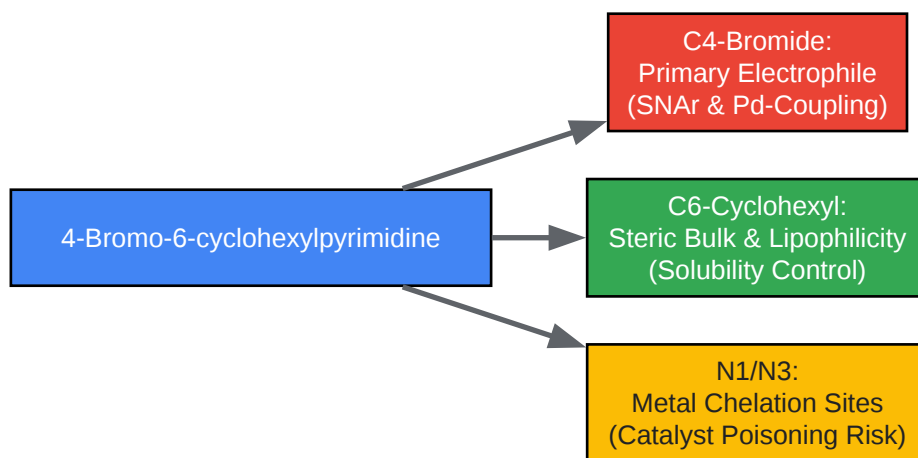 C4-Bromide:
Primary Electrophile
(SNAr & Pd-Coupling)
4-Bromo-6-cyclohexylpyrimidine
C6-Cyclohexyl:
Steric Bulk & Lipophilicity
(Solubility Control)
N1/N3:
Metal Chelation Sites
(Catalyst Poisoning Risk)